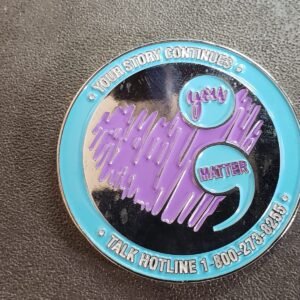 · YOUR STORY CONTINUES ·
you
MATTER
· TALK HOTLINE 1-800-273-8255 ·